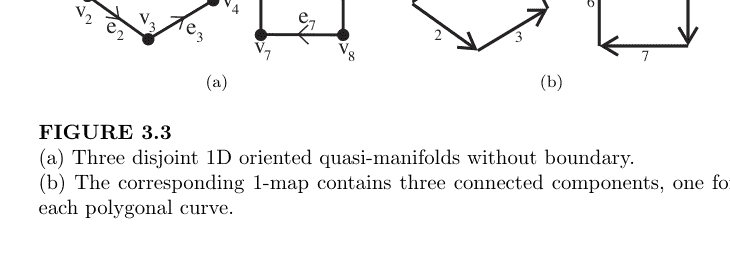 v2 e2 v3 e3 v4 e7 v7 v8 2 3 6 7
(a) (b)
FIGURE 3.3
(a) Three disjoint 1D oriented quasi-manifolds without boundary.
(b) The corresponding 1-map contains three connected components, one
each polygonal curve.